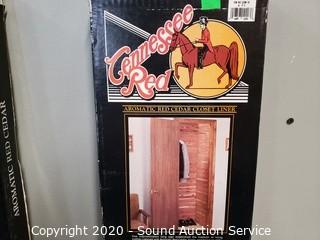 Tennessee
Red
AROMATIC RED CEDAR CLOSET LINER
AROMATIC RED CEDAR
Copyright © 2020 - Sound Auction Service